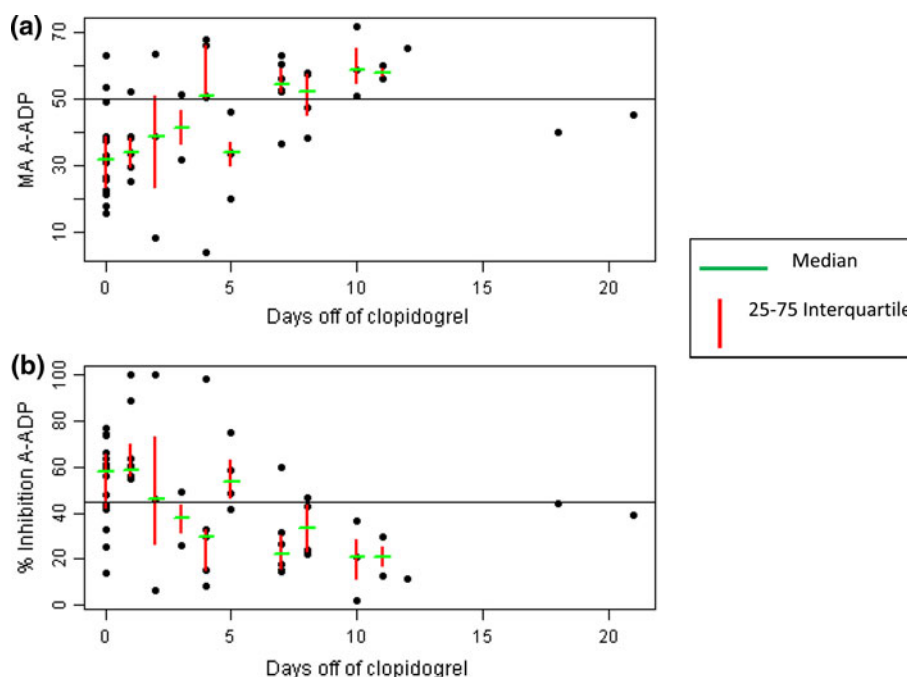 (a)
70
50
30
10
MA A-ADP
0 5 10 15 20
Days off of clopidogrel
Median
25-75 Interquartile
(b)
100
80
60
40
20
0
% Inhibition A-ADP
0 5 10 15 20
Days off of clopidogrel